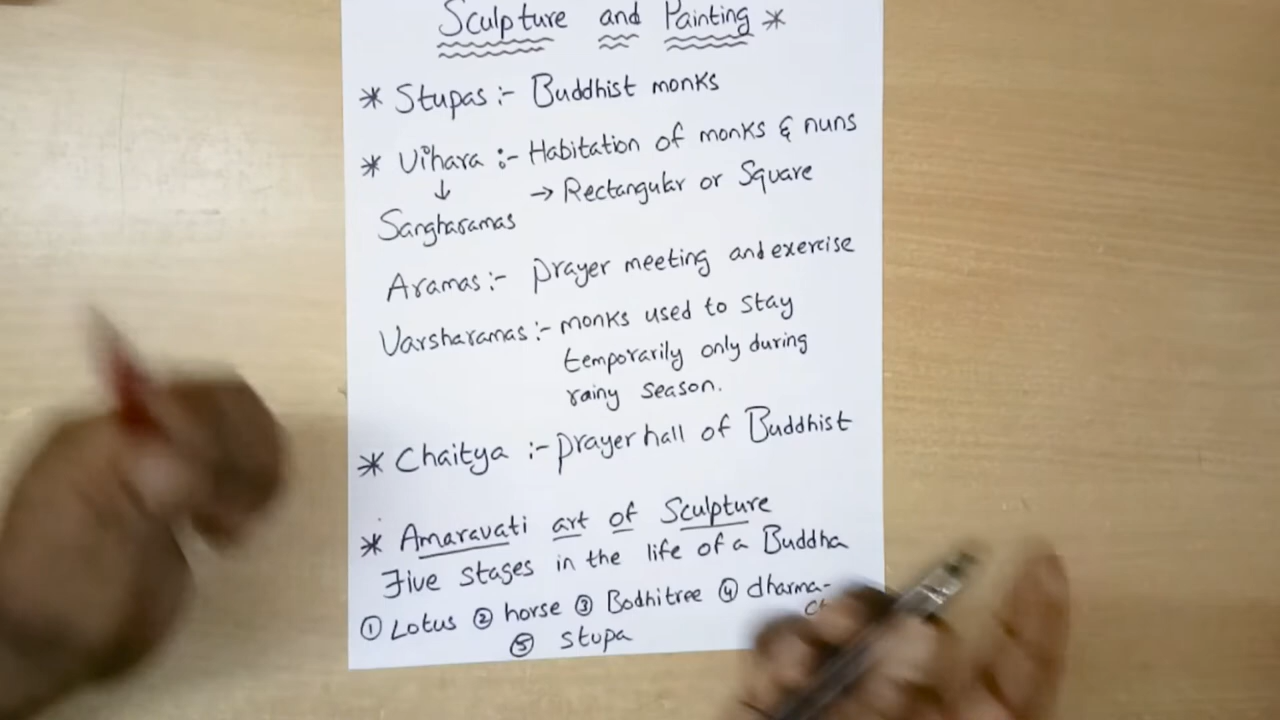 Sculpture and Painting *
* Stupas :- Buddhist monks
* Vihara :- Habitation of monks & nuns
↓ → Rectangular or Square
Sangharamas
Aramas :- prayer meeting and exercise
Varsharamas :- monks used to stay
temporarily only during
rainy season.
* Chaitya :- prayer hall of Buddhist
* Amaravati art of Sculpture
Five stages in the life of a Buddha
① Lotus ② horse ③ Bodhi tree ④ dharma-
⑤ stupa